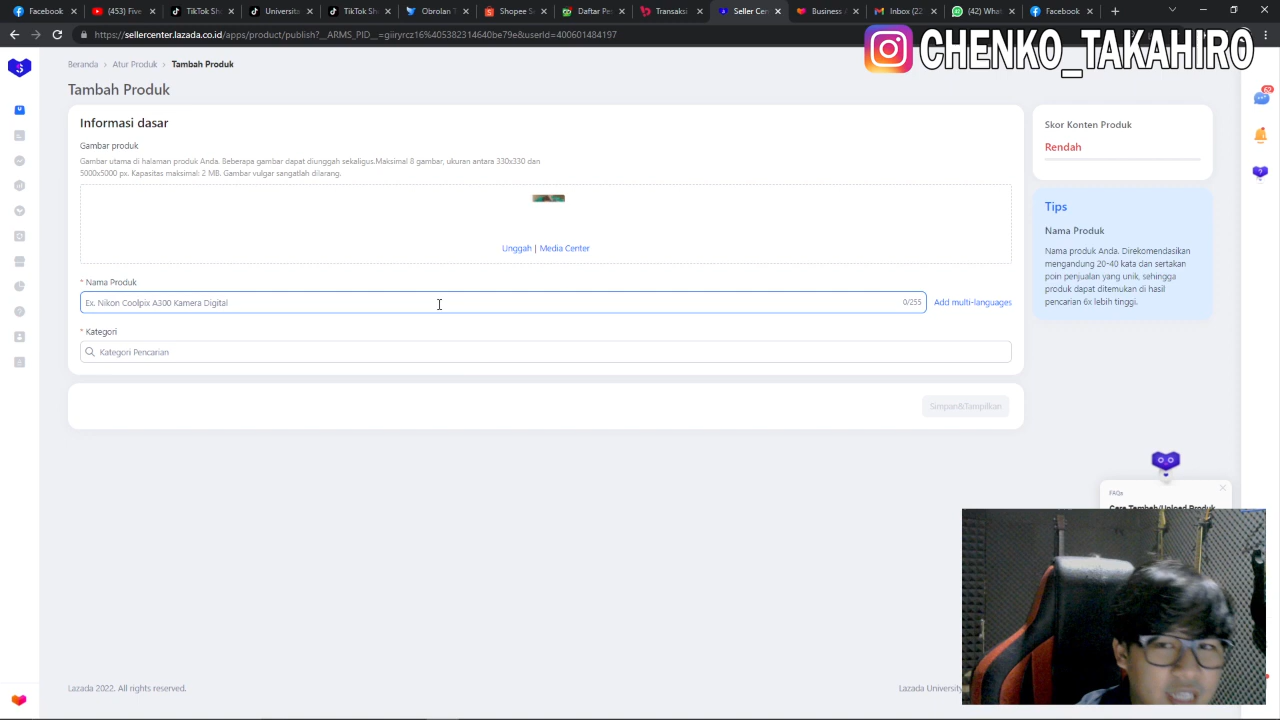 Facebook
TikTok Sh
Universit
TikTok Sh
Obrolan
Shopee S
Daftar Pe
Transaksi
Seller Cen
Business
Inbox (22
(42) Wha
Facebook
https://sellercenter.lazada.co.id/apps/product/publish?__ARMS_PID__=giirycrz16%405382314640be79e&userId=400601484197
CHENKO_TAKAHIRO
Beranda > Atur Produk > Tambah Produk
Tambah Produk
Informasi dasar
Gambar produk
Gambar utama di halaman produk Anda. Beberapa gambar dapat diunggah sekaligus.Maksimal 8 gambar, ukuran antara 330x330 dan
5000x5000 px. Kapasitas maksimal: 2 MB. Gambar vulgar sangatlah dilarang.
Linggah | Media Center
* Nama Produk
Ex. Nikon Coolpix A300 Kamera Digital
0/255
Add multi-languages
* Kategori
Kategori Pencarian
Simpan&Tampilkan
Skor Konten Produk
Rendah
Tips
Nama Produk
Nama produk Anda. Direkomendasikan
mengandung 20-40 kata dan sertakan
poin penjualan yang unik, sehingga
produk dapat ditemukan di hasil
pencarian 6x lebih tinggi.
FAQs
Cara Tambah/Upload Produk
Lazada 2022. All rights reserved.
Lazada University